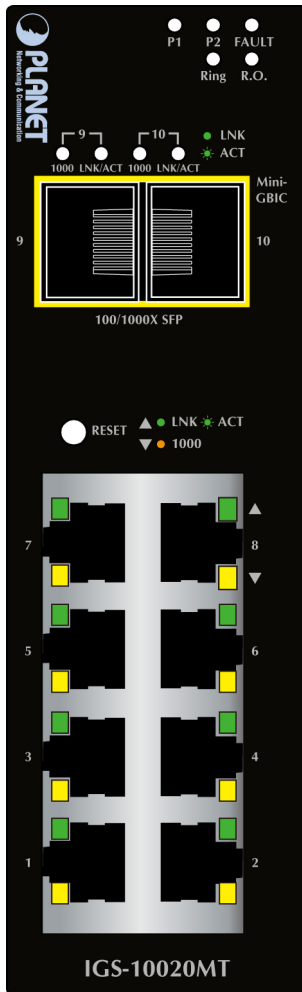 PLANET
Networking & Communication
P1 P2 FAULT
Ring R.O.
9 10 LNK
ACT
1000 LNK/ACT 1000 LNK/ACT
Mini-
GBIC
9 10
100/1000X SFP
RESET
LNK ACT
1000
7 8
5 6
3 4
1 2
IGS-10020MT